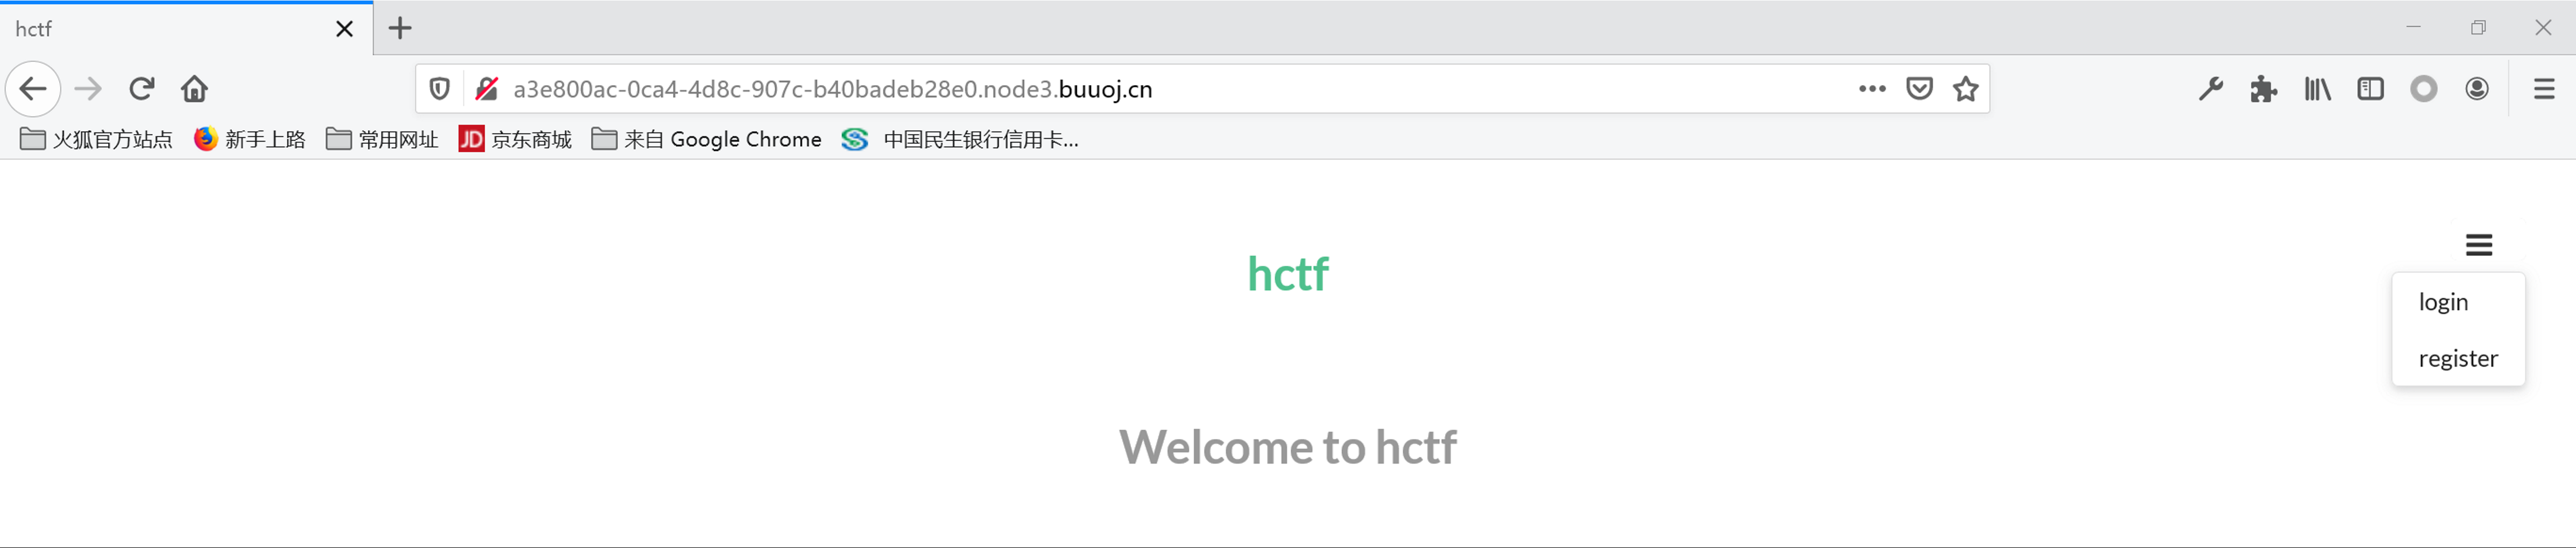 hctf
a3e800ac-0ca4-4d8c-907c-b40badeb28e0.node3.buuoj.cn
火狐官方站点 新手上路 常用网址 JD 京东商城 来自 Google Chrome 中国民生银行信用卡...
hctf
login
register
Welcome to hctf